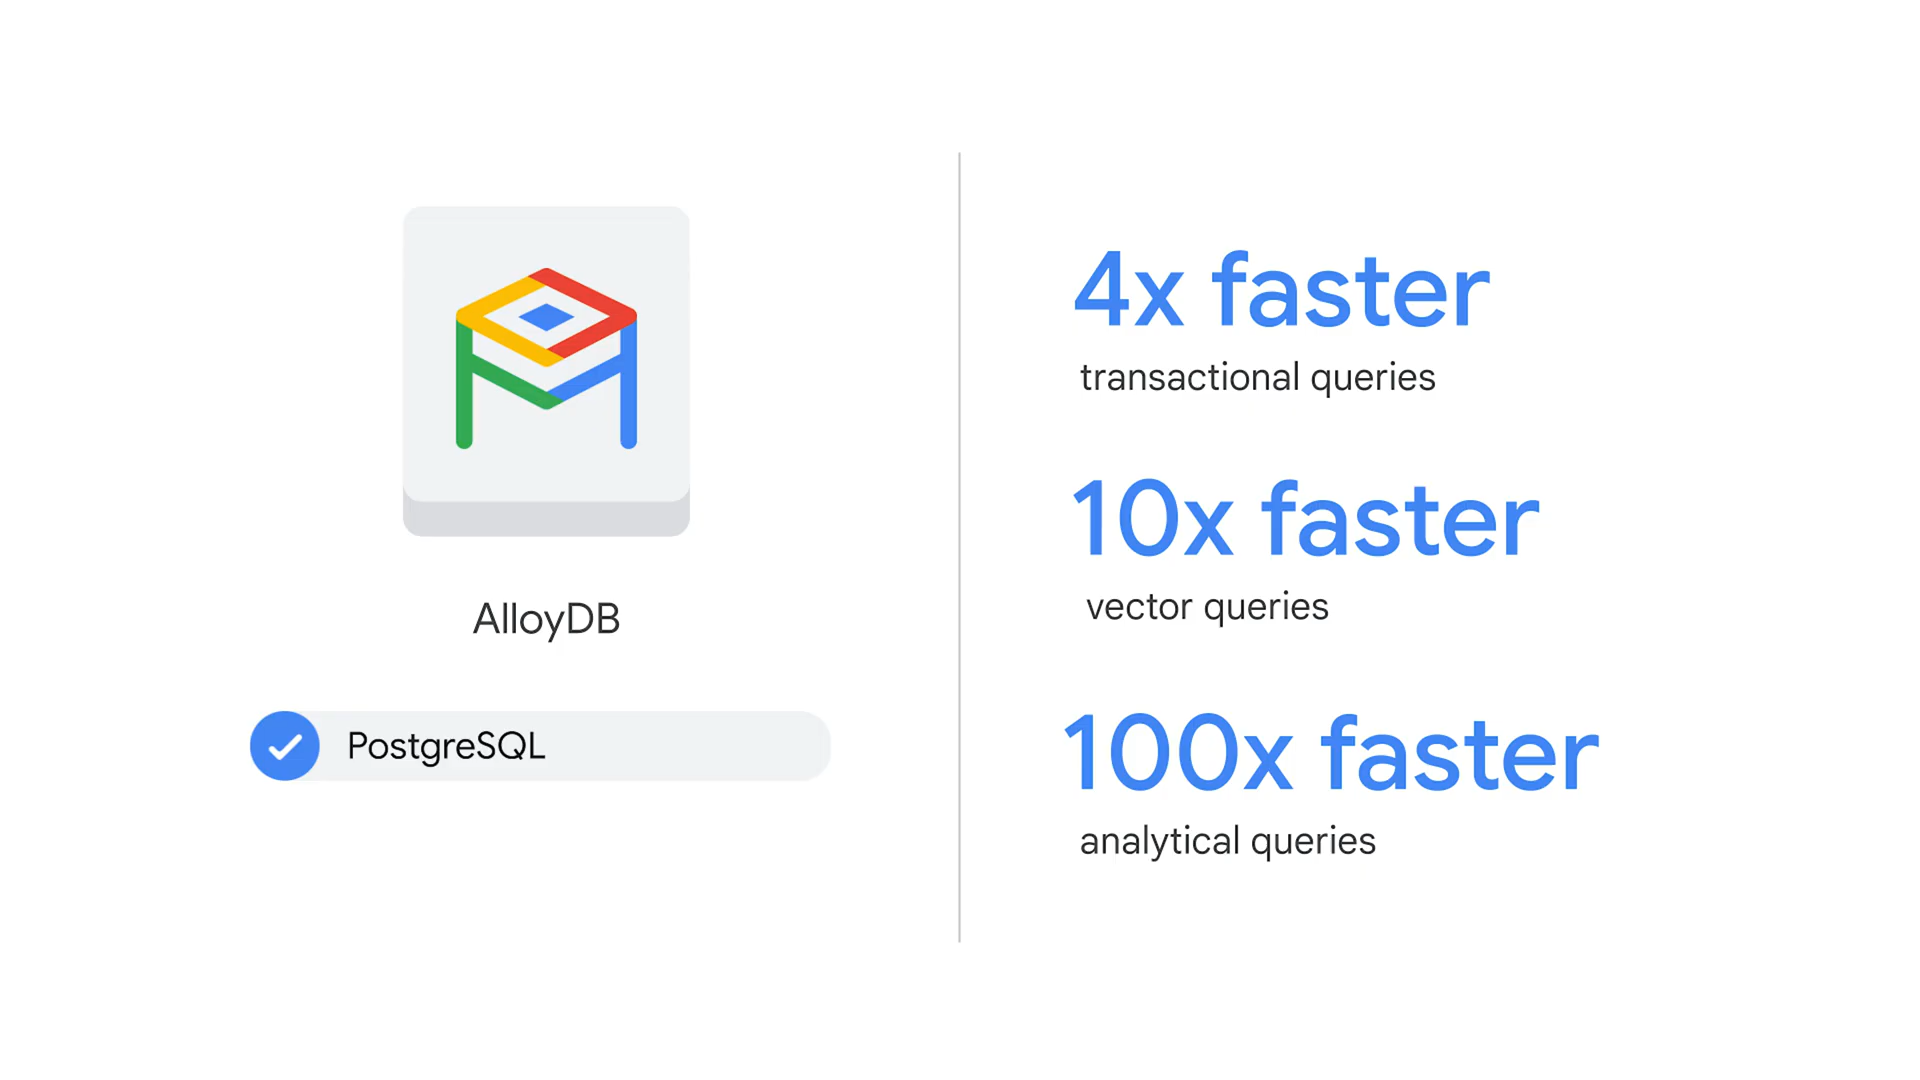 AlloyDB
PostgreSQL
4x faster
transactional queries
10x faster
vector queries
100x faster
analytical queries